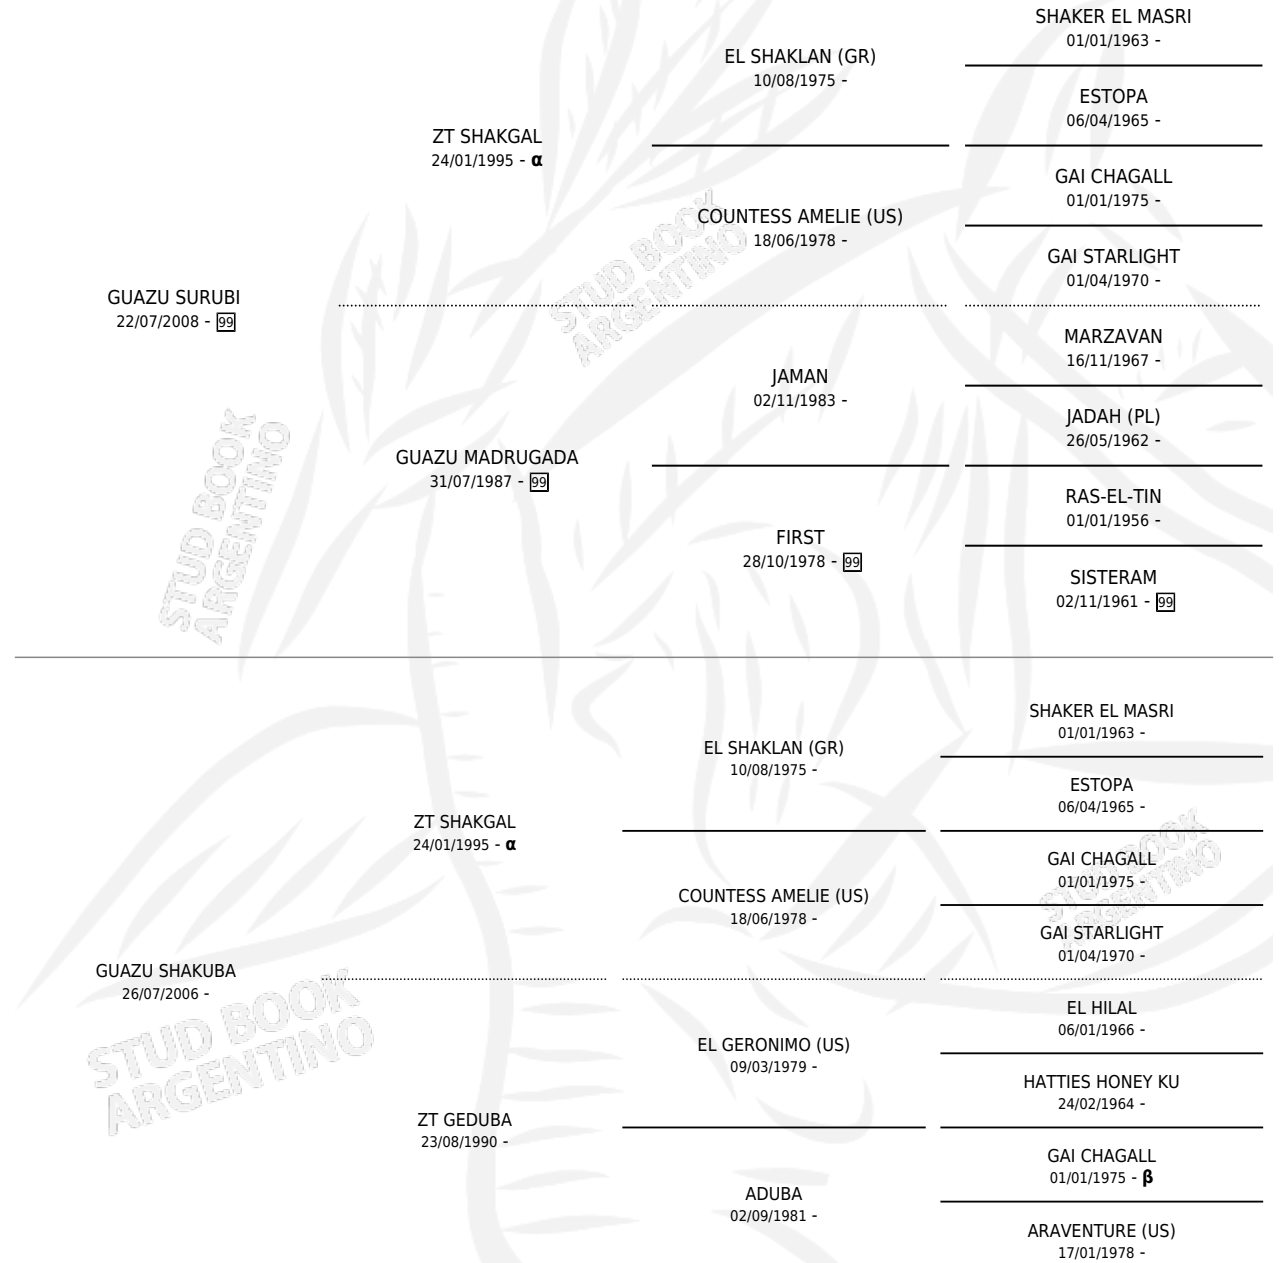 SHAKER EL MASRI
01/01/1963 -
EL SHAKLAN (GR)
10/08/1975 -
ESTOPA
06/04/1965 -
ZT SHAKGAL
24/01/1995 - α
GAI CHAGALL
01/01/1975 -
COUNTESS AMELIE (US)
18/06/1978 -
GAI STARLIGHT
01/04/1970 -
GUAZU SURUBI
22/07/2008 - 99
STUD BOOK
ARGENTINO
MARZAVAN
16/11/1967 -
JAMAN
02/11/1983 -
JADAH (PL)
26/05/1962 -
GUAZU MADRUGADA
31/07/1987 - 99
STUD BOOK
ARGENTINO
RAS-EL-TIN
01/01/1956 -
FIRST
28/10/1978 - 99
SISTERAM
02/11/1961 - 99
SHAKER EL MASRI
01/01/1963 -
EL SHAKLAN (GR)
10/08/1975 -
ESTOPA
06/04/1965 -
ZT SHAKGAL
24/01/1995 - α
GAI CHAGALL
01/01/1975 -
STUD BOOK
ARGENTINO
COUNTESS AMELIE (US)
18/06/1978 -
GAI STARLIGHT
01/04/1970 -
GUAZU SHAKUBA
26/07/2006 -
STUD BOOK
ARGENTINO
EL HILAL
06/01/1966 -
EL GERONIMO (US)
09/03/1979 -
HATTIES HONEY KU
24/02/1964 -
ZT GEDUBA
23/08/1990 -
GAI CHAGALL
01/01/1975 - β
ADUBA
02/09/1981 -
ARAVENTURE (US)
17/01/1978 -